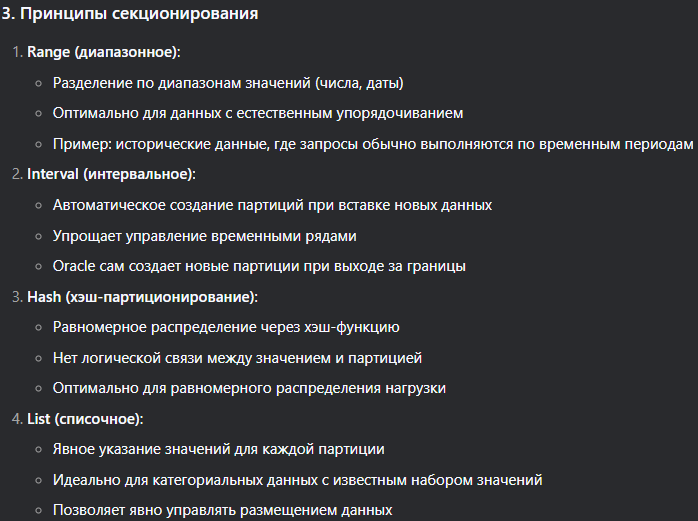 3. Принципы секционирования
1. Range (диапазонное):
Разделение по диапазонам значений (числа, даты)
Оптимально для данных с естественным упорядочиванием
Пример: исторические данные, где запросы обычно выполняются по временным периодам
2. Interval (интервальное):
Автоматическое создание партиций при вставке новых данных
Упрощает управление временными рядами
Oracle сам создает новые партиции при выходе за границы
3. Hash (хэш-партиционирование):
Равномерное распределение через хэш-функцию
Нет логической связи между значением и партицией
Оптимально для равномерного распределения нагрузки
4. List (списочное):
Явное указание значений для каждой партиции
Идеально для категориальных данных с известным набором значений
Позволяет явно управлять размещением данных